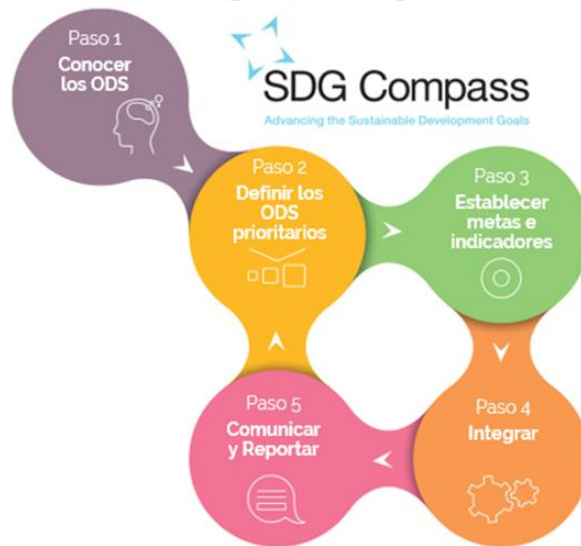 Paso 1
Conocer
los ODS
SDG Compass
Advancing the Sustainable Development Goals
Paso 2
Definir los
ODS
prioritarios
Paso 3
Establecer
metas e
indicadores
Paso 4
Integrar
Paso 5
Comunicar
y Reportar